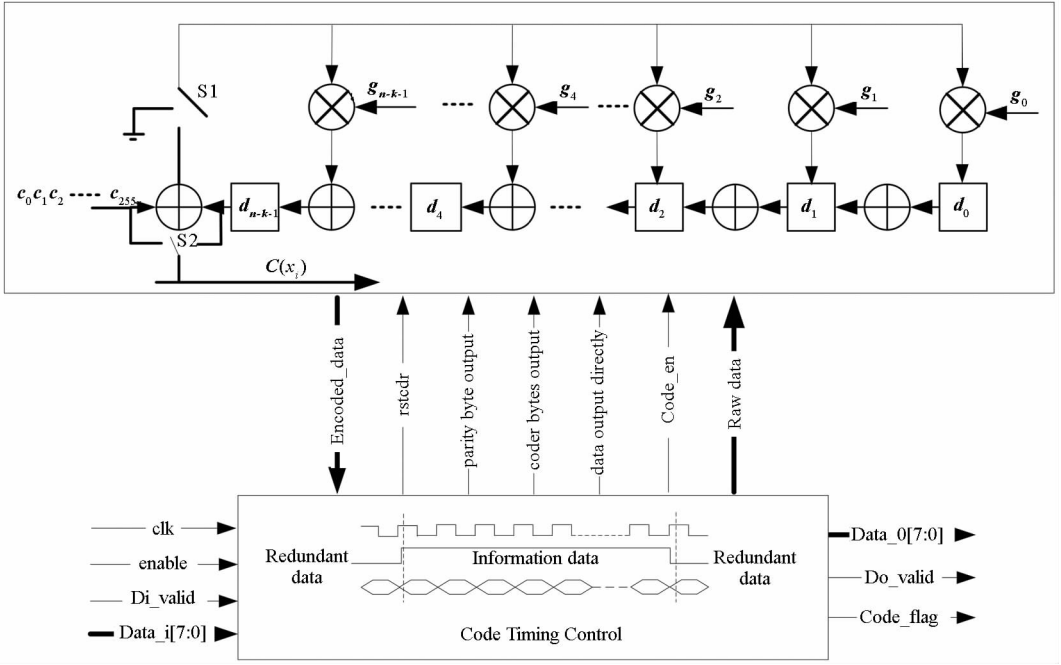 S1
g_{n-k-1}
g_4
g_2
g_1
g_0
c_0 c_1 c_2 ····· c_{255}
d_{n-k-1}
d_4
d_2
d_1
d_0
S2
C(x_i)
Encoded_data
rstcdr
parity byte output
coder bytes output
data output directly
Code_en
Raw data
clk
enable
Di_valid
Data_i[7:0]
Redundant
data
Information data
Redundant
data
Code Timing Control
Data_0[7:0]
Do_valid
Code_flag